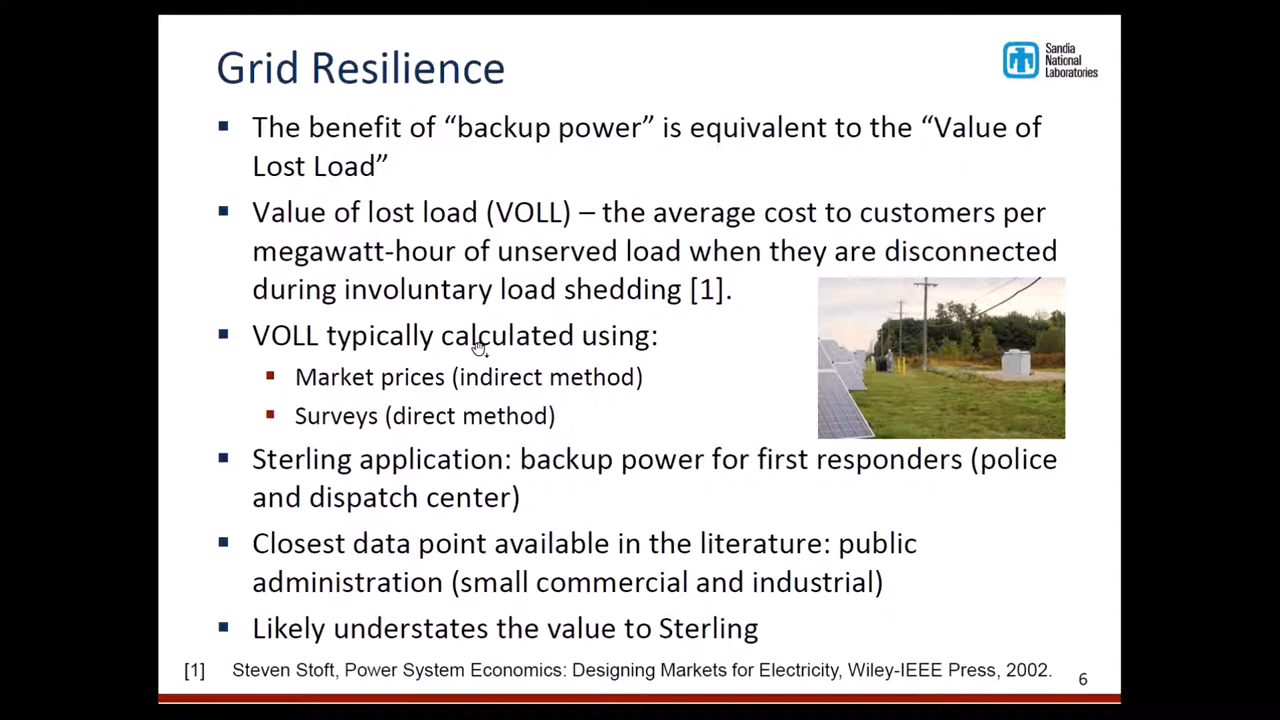 Grid Resilience
Sandia
National
Laboratories
The benefit of “backup power” is equivalent to the “Value of
Lost Load”
Value of lost load (VOLL) – the average cost to customers per
megawatt-hour of unserved load when they are disconnected
during involuntary load shedding [1].
VOLL typically calculated using:
Market prices (indirect method)
Surveys (direct method)
Sterling application: backup power for first responders (police
and dispatch center)
Closest data point available in the literature: public
administration (small commercial and industrial)
Likely understates the value to Sterling
[1] Steven Stoft, Power System Economics: Designing Markets for Electricity, Wiley-IEEE Press, 2002.
6